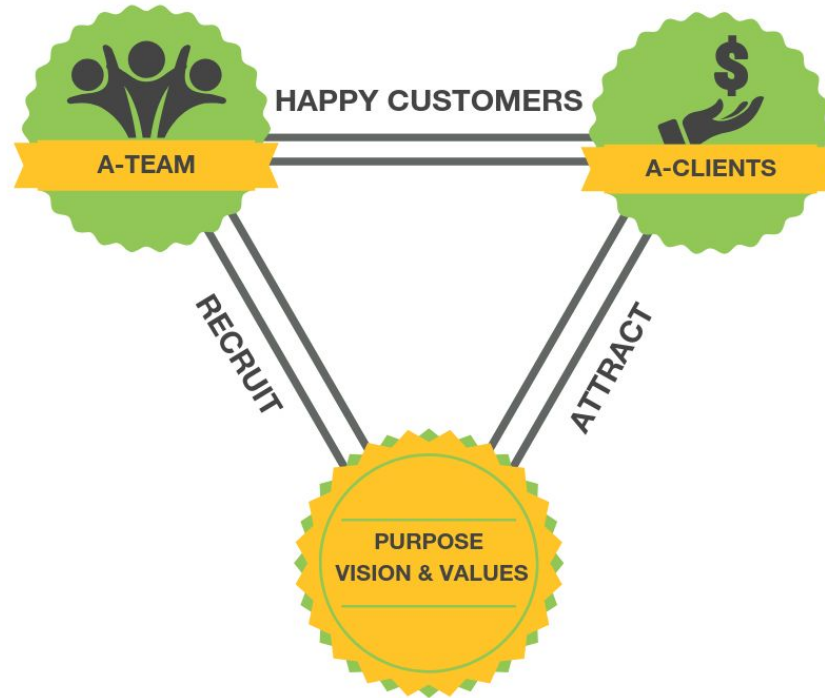 HAPPY CUSTOMERS
A-TEAM
A-CLIENTS
RECRUIT
ATTRACT
PURPOSE
VISION & VALUES
$